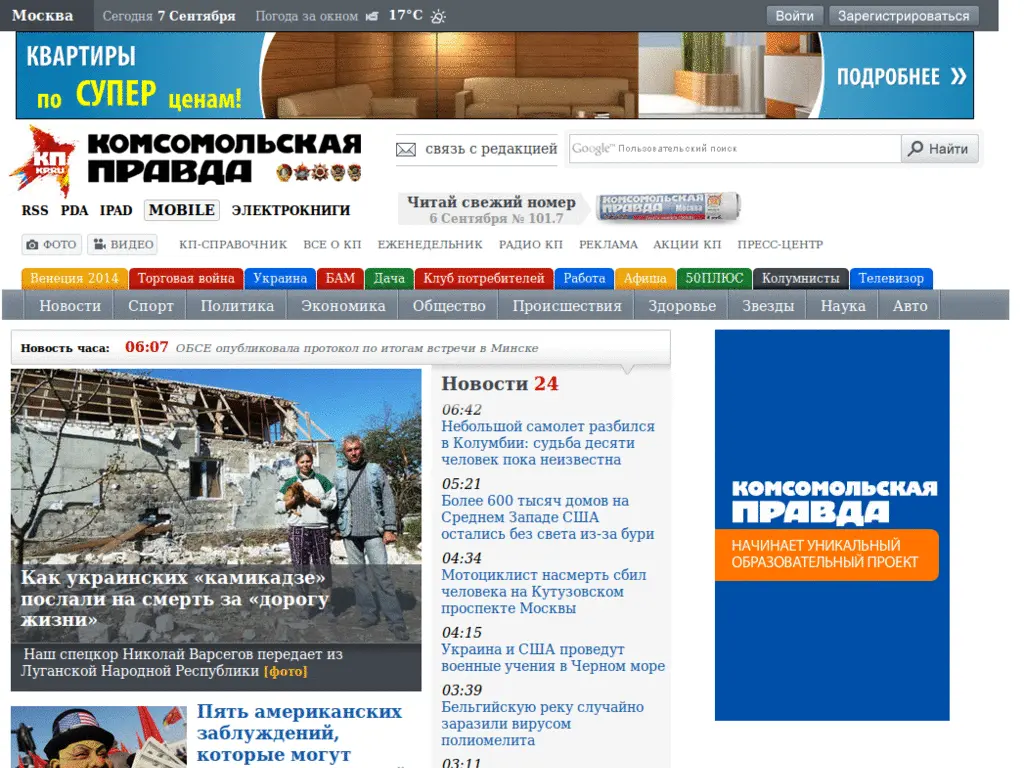 Москва
Сегодня 7 Сентября
Погода за окном
17°C
Войти
Зарегистрироваться
КВАРТИРЫ
по СУПЕР ценам!
ПОДРОБНЕЕ »
КП
KP.RU
КОМСОМОЛЬСКАЯ
ПРАВДА
связь с редакцией
Google™ Пользовательский поиск
Найти
Читай свежий номер
6 Сентября № 101.7
КОМСОМОЛЬСКАЯ
ПРАВДА
Москва
RSS PDA IPAD MOBILE ЭЛЕКТРОКНИГИ
ФОТО ВИДЕО КП-СПРАВОЧНИК ВСЕ О КП ЕЖЕНЕДЕЛЬНИК РАДИО КП РЕКЛАМА АКЦИИ КП ПРЕСС-ЦЕНТР
Венеция 2014 Торговая война Украина БАМ Дача Клуб потребителей Работа Афиша 50ПЛЮС Колумнисты Телевизор
Новости Спорт Политика Экономика Общество Происшествия Здоровье Звезды Наука Авто
Новость часа: 06:07 ОБСЕ опубликовала протокол по итогам встречи в Минске
Как украинских «камикадзе»
послали на смерть за «дорогу
жизни»
Наш спецкор Николай Варсегов передает из
Луганской Народной Республики [фото]
Пять американских
заблуждений,
которые могут
Новости 24
06:42
Небольшой самолет разбился
в Колумбии: судьба десяти
человек пока неизвестна
05:21
Более 600 тысяч домов на
Среднем Западе США
остались без света из-за бури
04:34
Мотоциклист насмерть сбил
человека на Кутузовском
проспекте Москвы
04:15
Украина и США проведут
военные учения в Черном море
03:39
Бельгийскую реку случайно
заразили вирусом
полиомелита
03:11
КОМСОМОЛЬСКАЯ
ПРАВДА
НАЧИНАЕТ УНИКАЛЬНЫЙ
ОБРАЗОВАТЕЛЬНЫЙ ПРОЕКТ